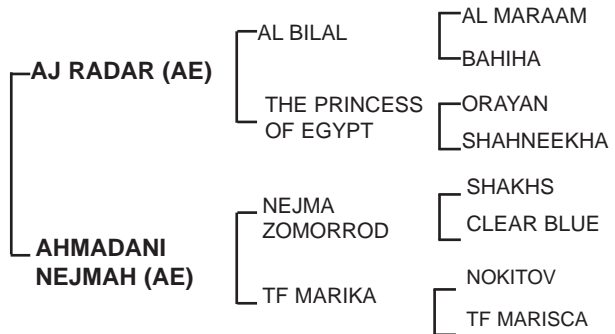 AL MARAAM
AL BILAL
BAHIHA
AJ RADAR (AE)
THE PRINCESS
OF EGYPT
ORAYAN
SHAHNEEKHA
SHAKHS
NEJMA
ZOMORROD
CLEAR BLUE
AHMADANI
NEJMAH (AE)
NOKITOV
TF MARIKA
TF MARISCA